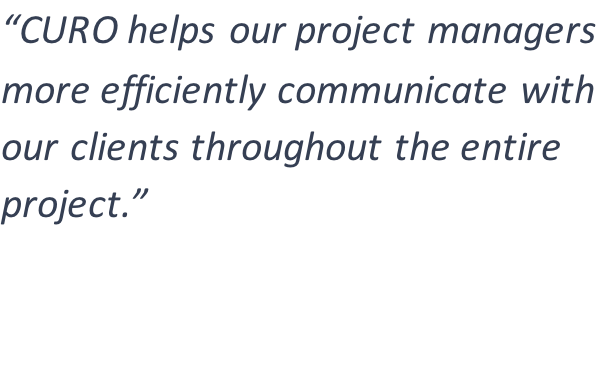 “CURO helps our project managers
more efficiently communicate with
our clients throughout the entire
project.”